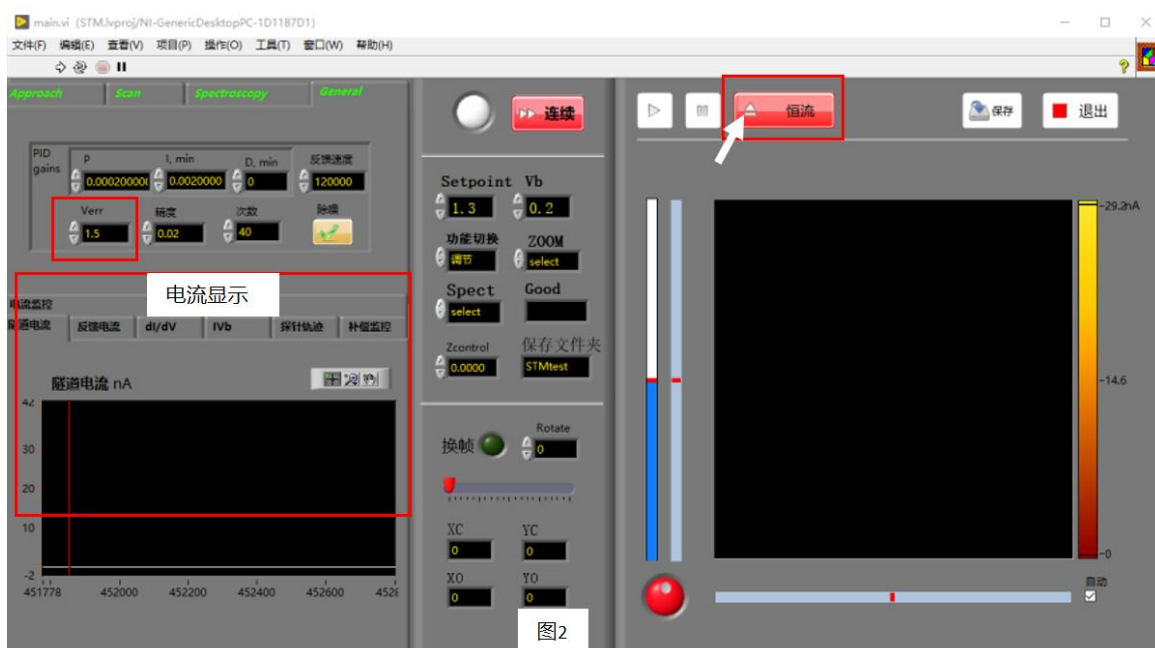 main.vi (STM.lvproj/NI-GenericDesktopPC-1D1187D1)
文件(F) 编辑(E) 查看(V) 项目(P) 操作(O) 工具(T) 窗口(W) 帮助(H)
Approach Scan Spectroscopy General
PID gains
P I, min D, min 反馈速度
0.00020000 0.0020000 0 120000
Verr 精度 次数 除噪
1.5 0.02 40
电流显示
电流监控
隧道电流 反馈电流 dI/dV IVb 探针轨迹 补偿监控
隧道电流 nA
42
30
20
10
-2
451778 452000 452200 452400 452600 4528
连续
Setpoint Vb
1.3 0.2
功能切换 ZOOM
调节 select
Spect Good
select
Zcontrol 保存文件夹
0.0000 STMtest
换帧 Rotate
0
XC YC
0 0
XO YO
0 0
图2
恒流 保存 退出
29.2nA
14.6
0
自动